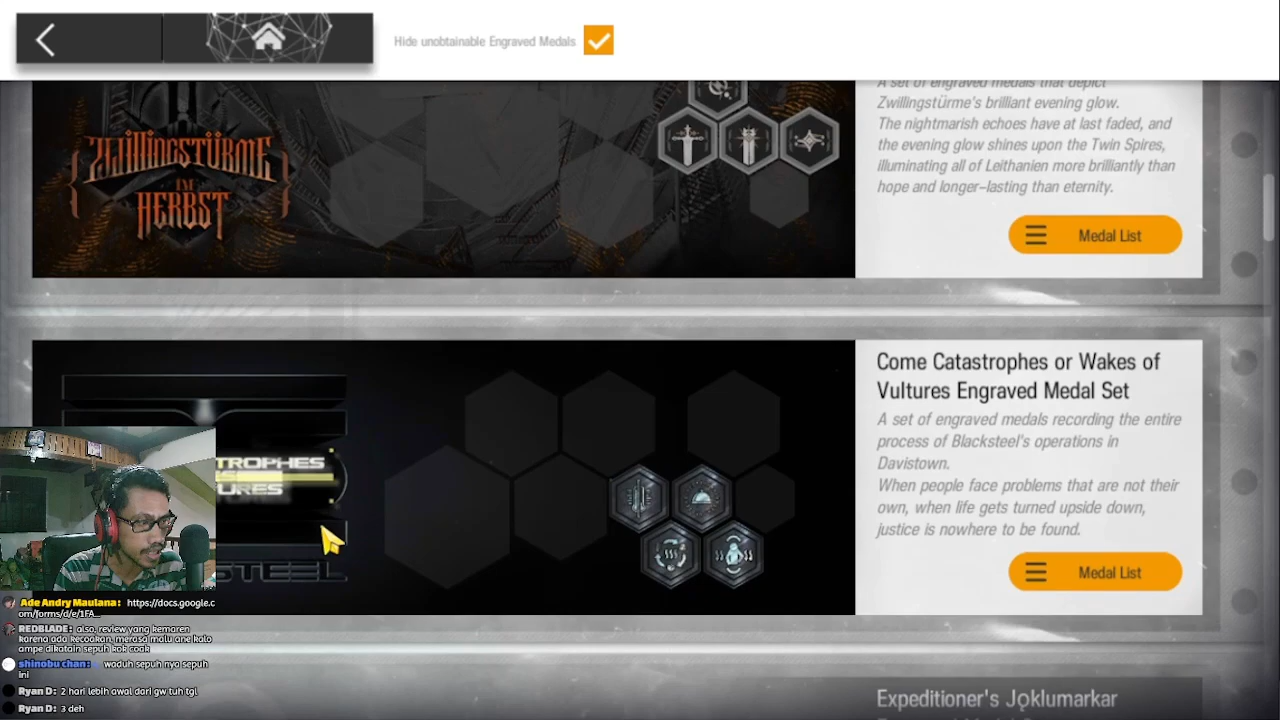 Hide unobtainable Engraved Medals
A set of engraved medals that depict
Zwillingstürme's brilliant evening glow.
The nightmarish echoes have at last faded, and
the evening glow shines upon the Twin Spires,
illuminating all of Leithanien more brilliantly than
hope and longer-lasting than eternity.
ZWILLINGSTÜRME
IM
HERBST
Medal List
Come Catastrophes or Wakes of
Vultures Engraved Medal Set
A set of engraved medals recording the entire
process of Blacksteel's operations in
Davistown.
When people face problems that are not their
own, when life gets turned upside down,
justice is nowhere to be found.
TROPHES
URES
STEEL
Medal List
Ade Andry Maulana: https://docs.google.c
om/forms/d/e/1FA...
REDBLADE: also, review yang kemaren
karena ada kecoakan, merasa malu ane kalo
ampe dikatain sepuh kok coak
shinobu chan: waduh sepuh nya sepuh
ini
Ryan D: 2 hari lebih awal dari gw tuh tgl
Ryan D: 3 deh
Expeditioner's Jǫklumarkar